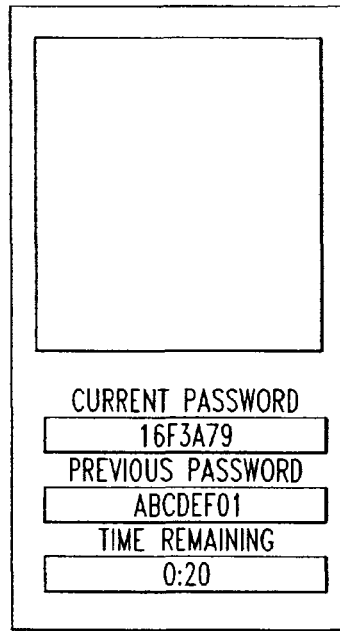 CURRENT PASSWORD
16F3A79
PREVIOUS PASSWORD
ABCDEF01
TIME REMAINING
0:20